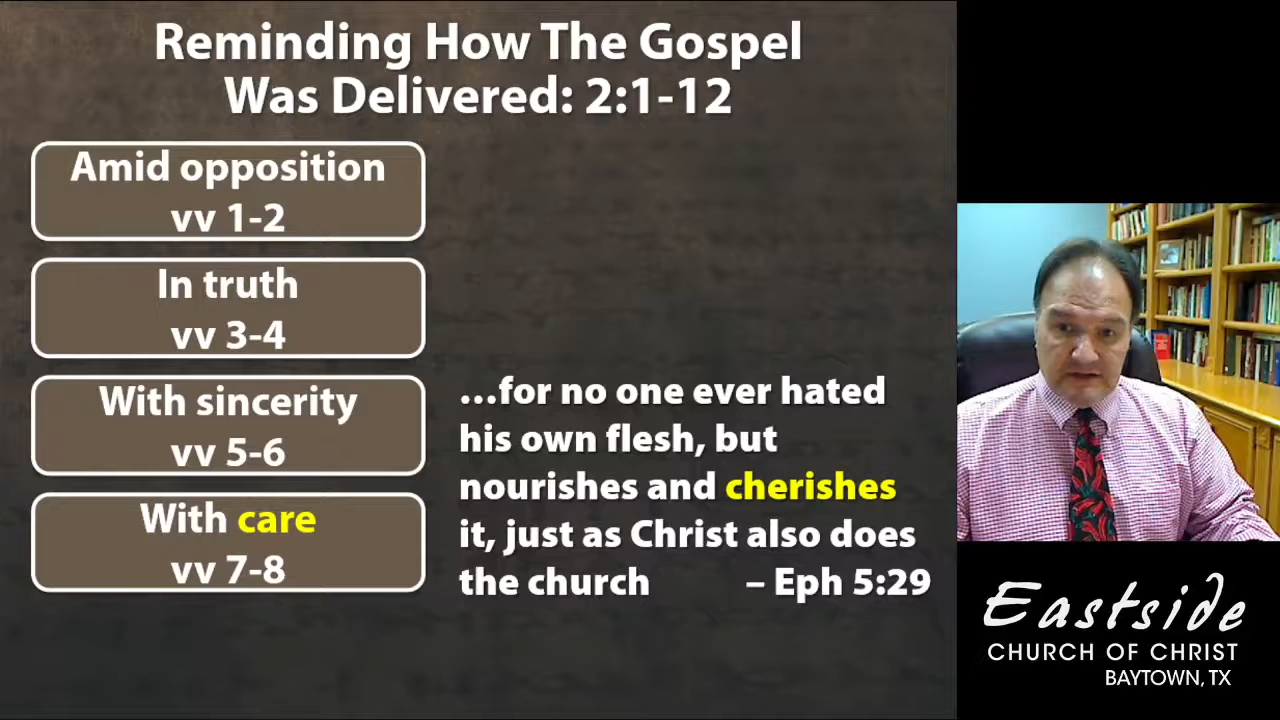 Reminding How The Gospel
Was Delivered: 2:1-12
Amid opposition
vv 1-2
In truth
vv 3-4
With sincerity
vv 5-6
With care
vv 7-8
…for no one ever hated
his own flesh, but
nourishes and cherishes
it, just as Christ also does
the church – Eph 5:29
Eastside
CHURCH OF CHRIST
BAYTOWN, TX